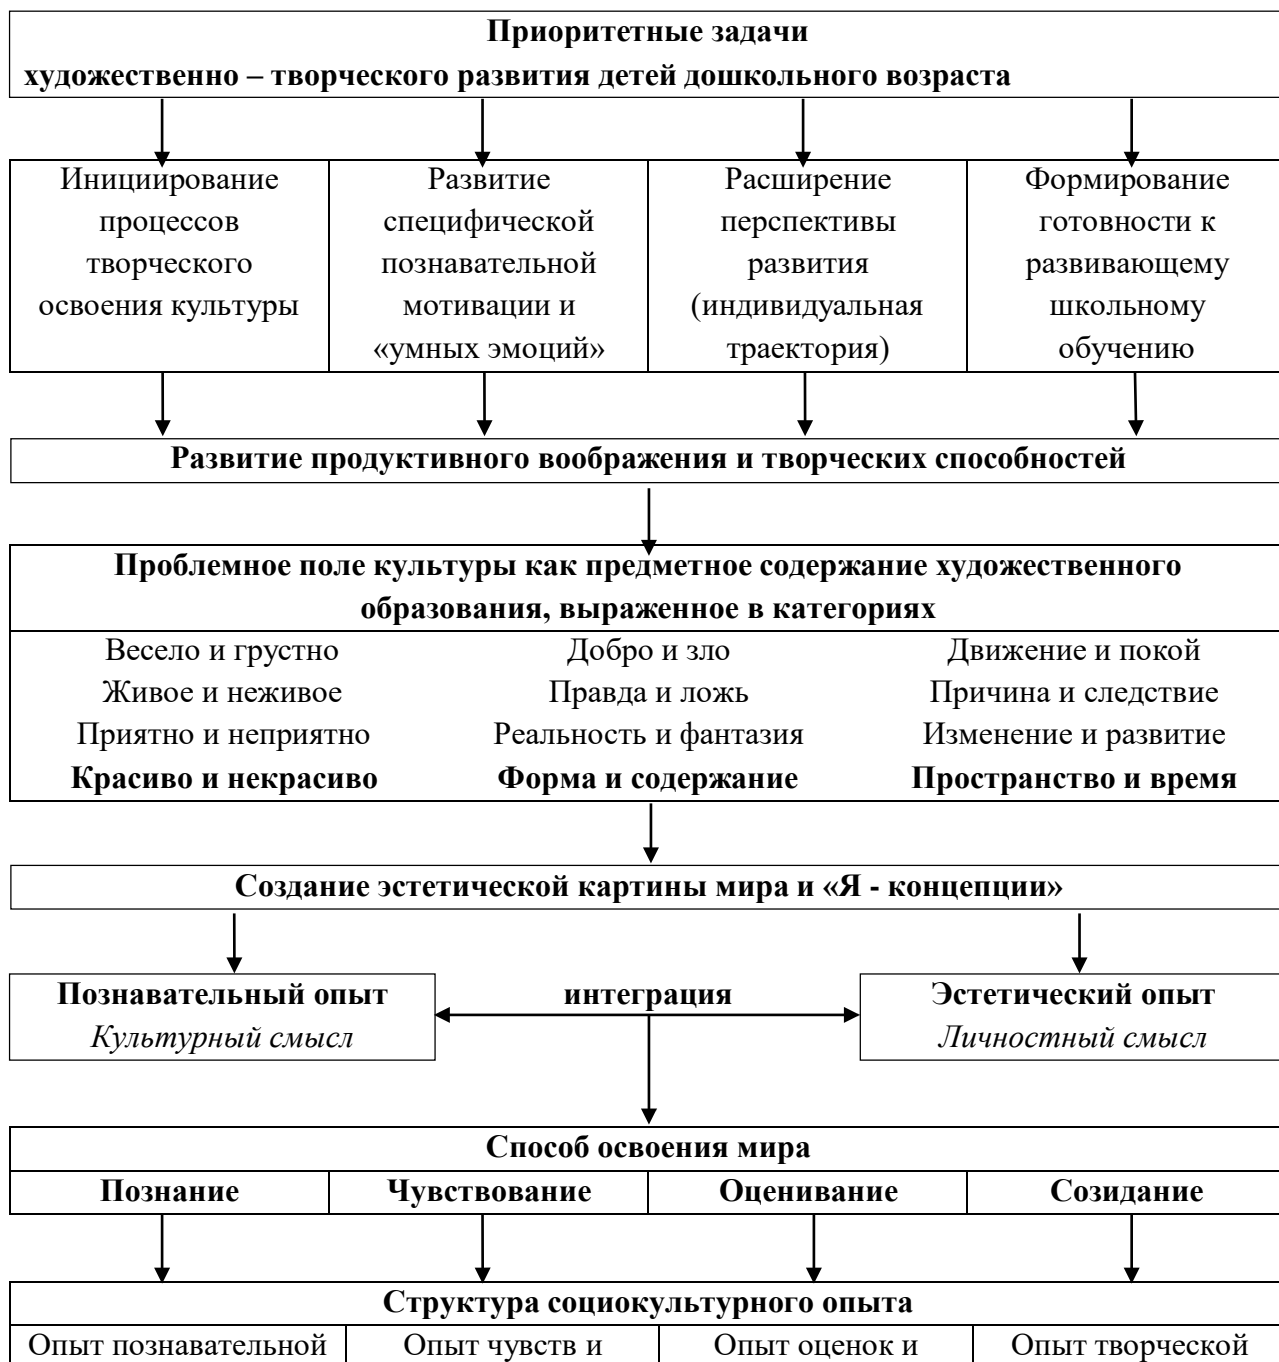 Приоритетные задачи
художественно – творческого развития детей дошкольного возраста
Инициирование
процессов
творческого
освоения культуры
Развитие
специфической
познавательной
мотивации и
«умных эмоций»
Расширение
перспективы
развития
(индивидуальная
траектория)
Формирование
готовности к
развивающему
школьному
обучению
Развитие продуктивного воображения и творческих способностей
Проблемное поле культуры как предметное содержание художественного
образования, выраженное в категориях
Весело и грустно
Живое и неживое
Приятно и неприятно
Красиво и некрасиво
Добро и зло
Правда и ложь
Реальность и фантазия
Форма и содержание
Движение и покой
Причина и следствие
Изменение и развитие
Пространство и время
Создание эстетической картины мира и «Я - концепции»
Познавательный опыт
Культурный смысл
интеграция
Эстетический опыт
Личностный смысл
Способ освоения мира
Познание
Чувствование
Оценивание
Созидание
Структура социокультурного опыта
Опыт познавательной
Опыт чувств и
Опыт оценок и
Опыт творческой